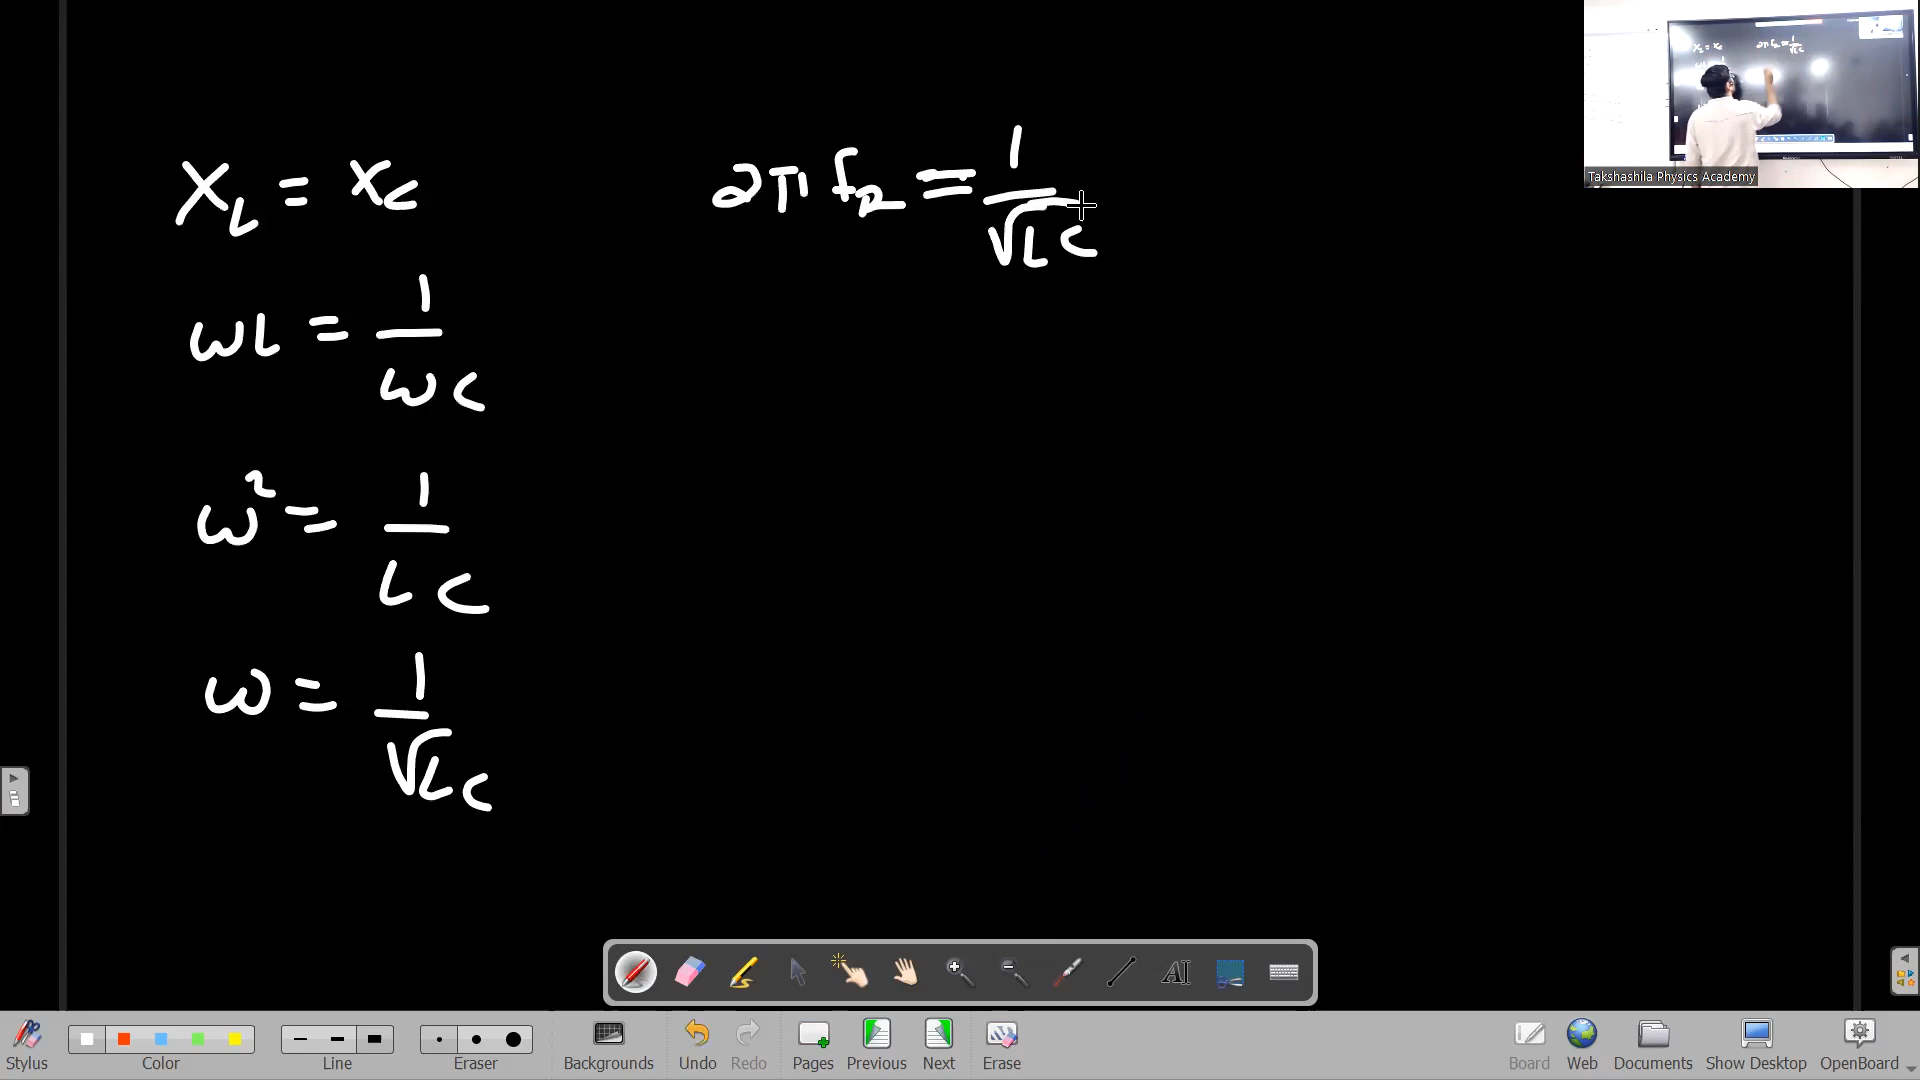 X_L = X_C
ωL = 1/ωC
ω² = 1/LC
ω = 1/√LC
2π f_R = 1/√LC
Takshashila Physics Academy
AI
Stylus
Color
Line
Eraser
Backgrounds
Undo
Redo
Pages
Previous
Next
Erase
Board
Web
Documents
Show Desktop
OpenBoard